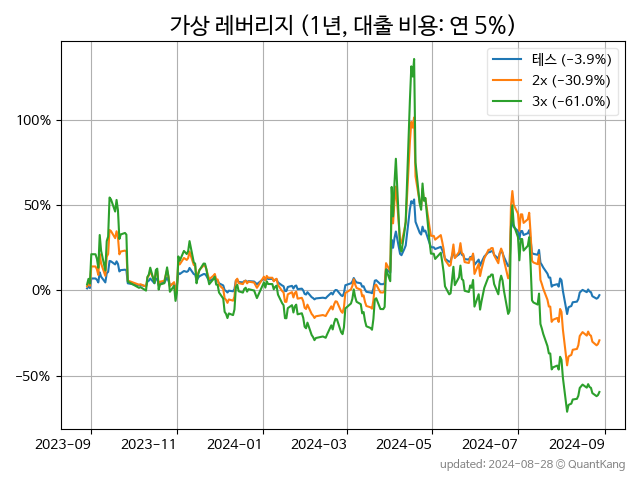 가상 레버리지 (1년, 대출 비용: 연 5%)
테스 (-3.9%)
2x (-30.9%)
3x (-61.0%)
100%
50%
0%
−50%
2023-09 2023-11 2024-01 2024-03 2024-05 2024-07 2024-09
updated: 2024-08-28 © QuantKang